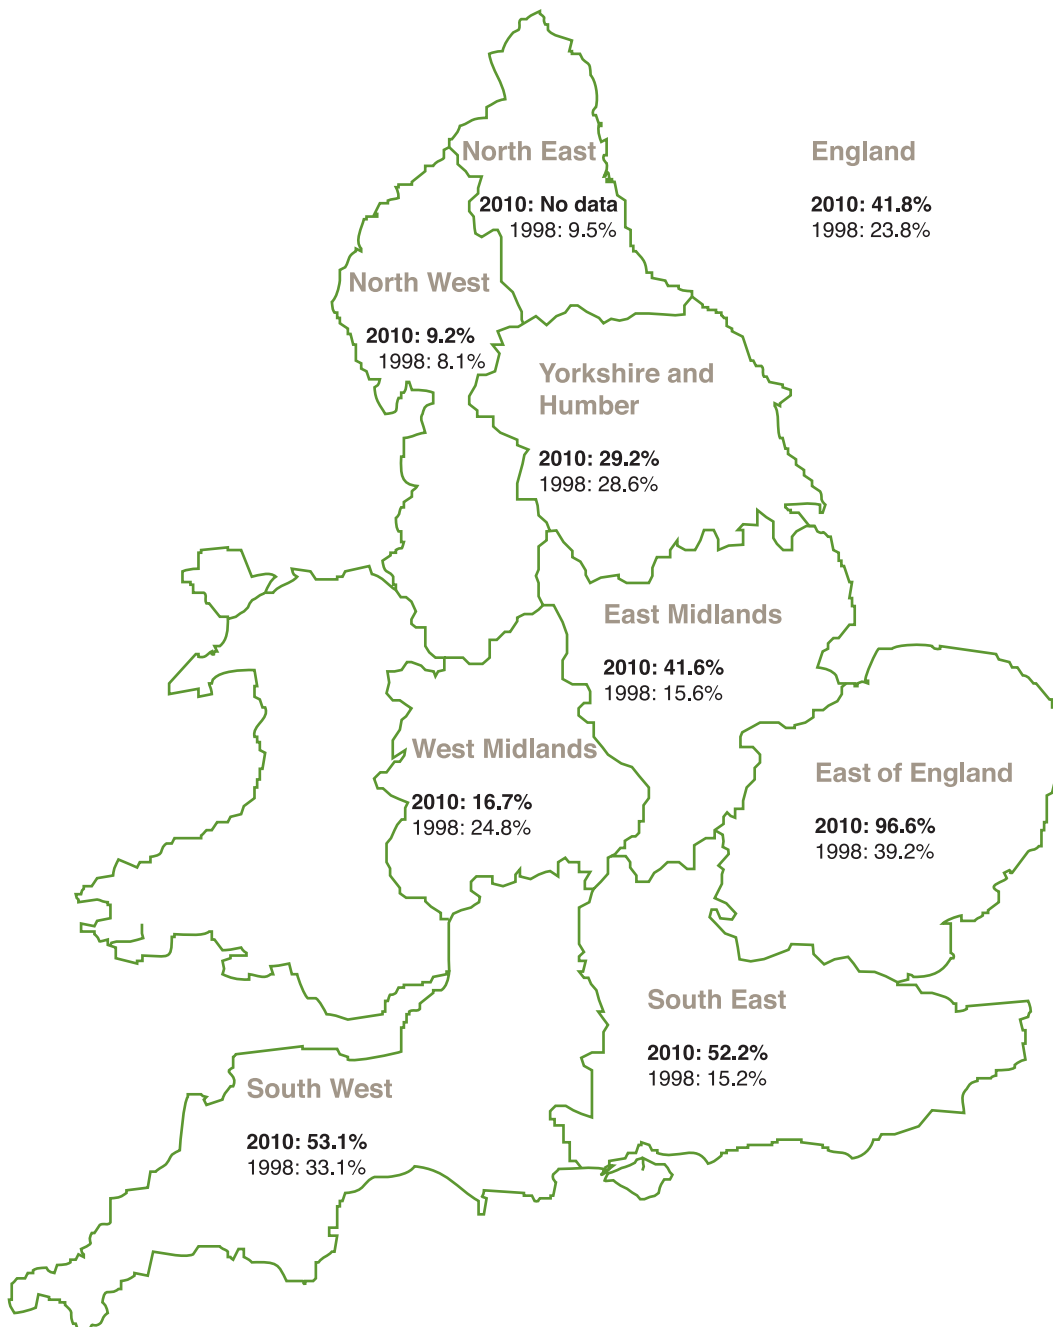 North East
2010: No data
1998: 9.5%
England
2010: 41.8%
1998: 23.8%
North West
2010: 9.2%
1998: 8.1%
Yorkshire and
Humber
2010: 29.2%
1998: 28.6%
East Midlands
2010: 41.6%
1998: 15.6%
West Midlands
2010: 16.7%
1998: 24.8%
East of England
2010: 96.6%
1998: 39.2%
South East
2010: 52.2%
1998: 15.2%
South West
2010: 53.1%
1998: 33.1%